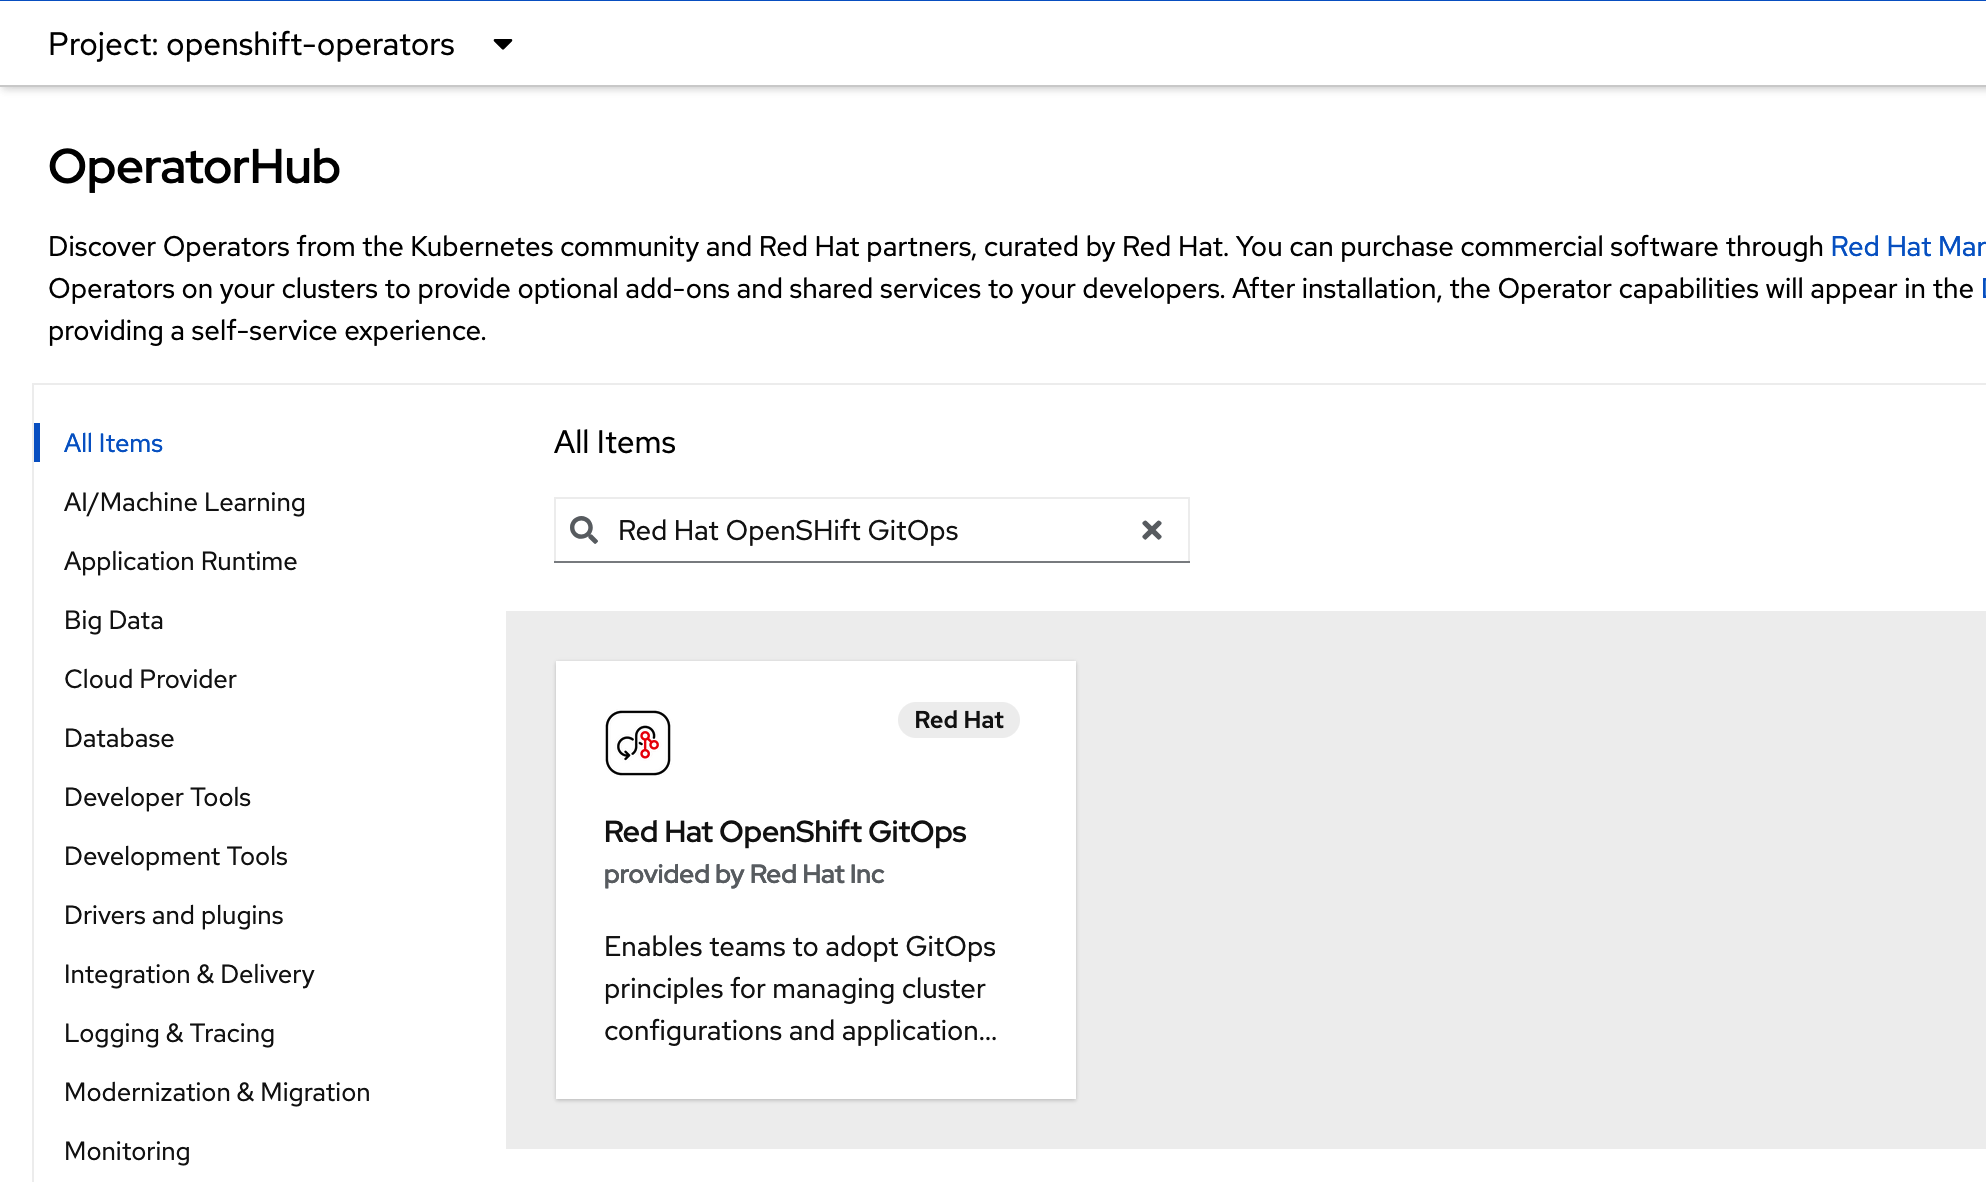 Project: openshift-operators
OperatorHub
Discover Operators from the Kubernetes community and Red Hat partners, curated by Red Hat. You can purchase commercial software through Red Hat
Operators on your clusters to provide optional add-ons and shared services to your developers. After installation, the Operator capabilities will appear in the
providing a self-service experience.
All Items
AI/Machine Learning
Application Runtime
Big Data
Cloud Provider
Database
Developer Tools
Development Tools
Drivers and plugins
Integration & Delivery
Logging & Tracing
Modernization & Migration
Monitoring
All Items
Red Hat OpenSHift GitOps
Red Hat
Red Hat OpenShift GitOps
provided by Red Hat Inc
Enables teams to adopt GitOps
principles for managing cluster
configurations and application...